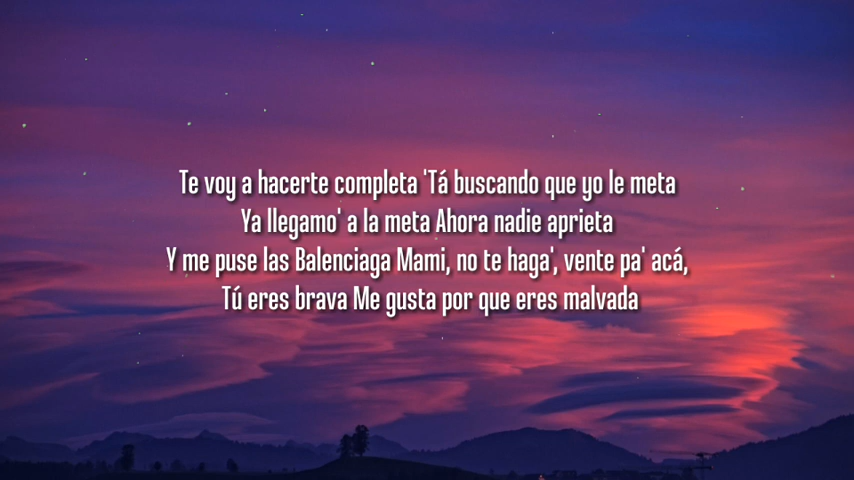 Te voy a hacerte completa 'Tá buscando que yo le meta
Ya llegamo' a la meta Ahora nadie aprieta
Y me puse las Balenciaga Mami, no te haga', vente pa' acá,
Tú eres brava Me gusta por que eres malvada